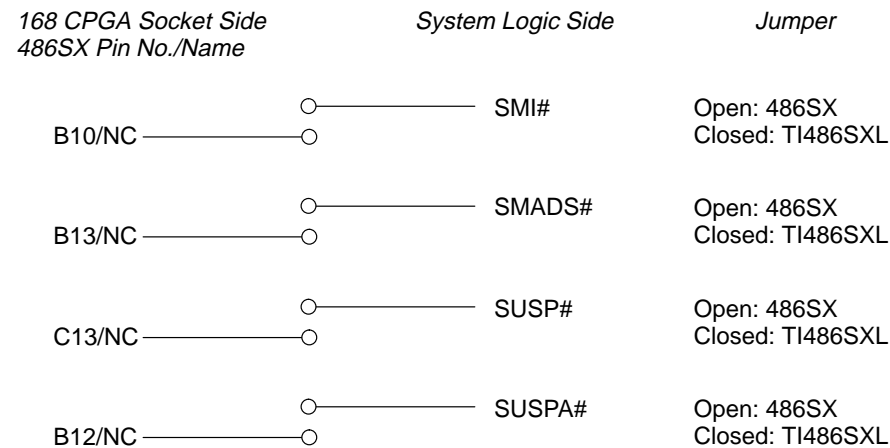 168 CPGA Socket Side
486SX Pin No./Name
System Logic Side
Jumper
SMI#
B10/NC
Open: 486SX
Closed: TI486SXL
SMADS#
B13/NC
Open: 486SX
Closed: TI486SXL
SUSP#
C13/NC
Open: 486SX
Closed: TI486SXL
SUSPA#
B12/NC
Open: 486SX
Closed: TI486SXL